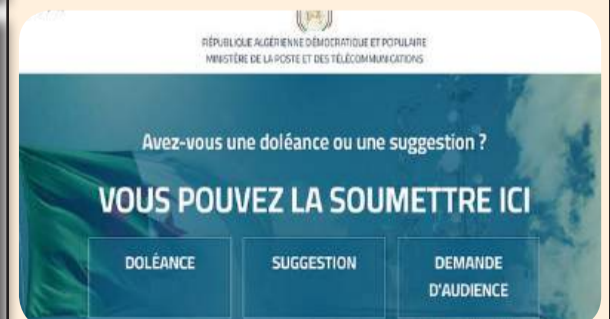 RÉPUBLIQUE ALGÉRIENNE DÉMOCRATIQUE ET POPULAIRE
MINISTÈRE DE LA POSTE ET DES TÉLÉCOMMUNICATIONS
Avez-vous une doléance ou une suggestion ?
VOUS POUVEZ LA SOUMETTRE ICI
DOLÉANCE
SUGGESTION
DEMANDE
D'AUDIENCE